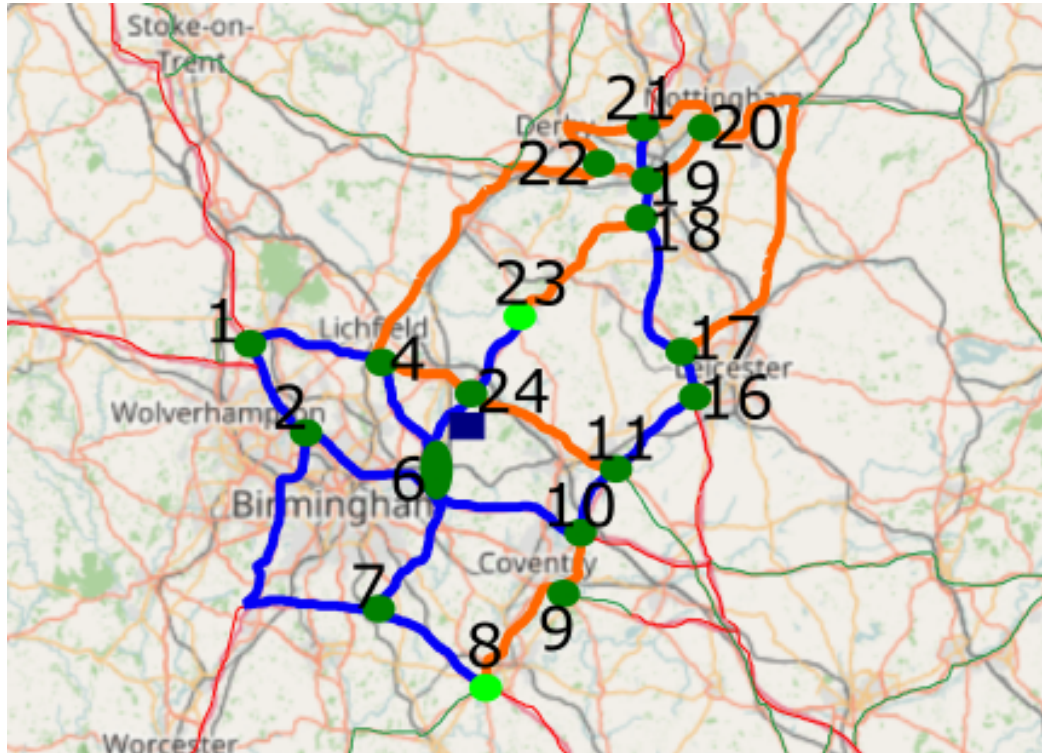 Stoke-on-
Trent
21
Nottingham
Derby
20
22
19
18
23
1
Lichfield
4
17
Leicester
24
16
Wolverhampton
2
11
6
Birmingham
10
Coventry
7
9
8
Worcester